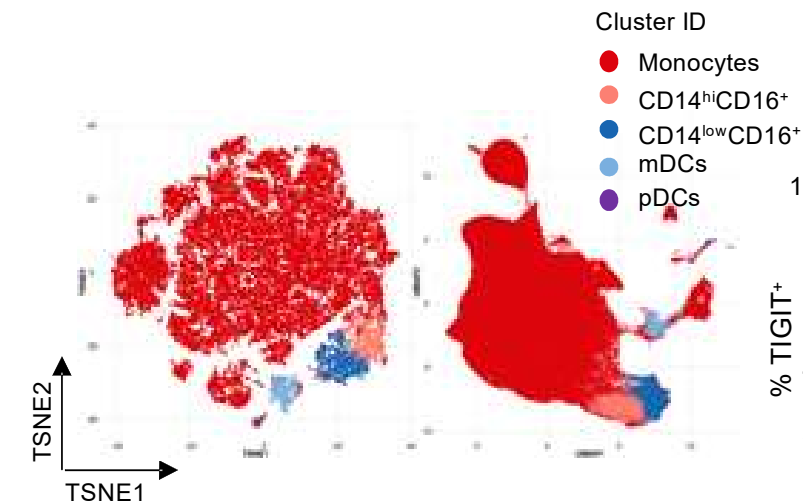 Cluster ID
Monocytes
CD14hiCD16+
CD14lowCD16+
mDCs
pDCs
1
% TIGIT+
TSNE2
TSNE1